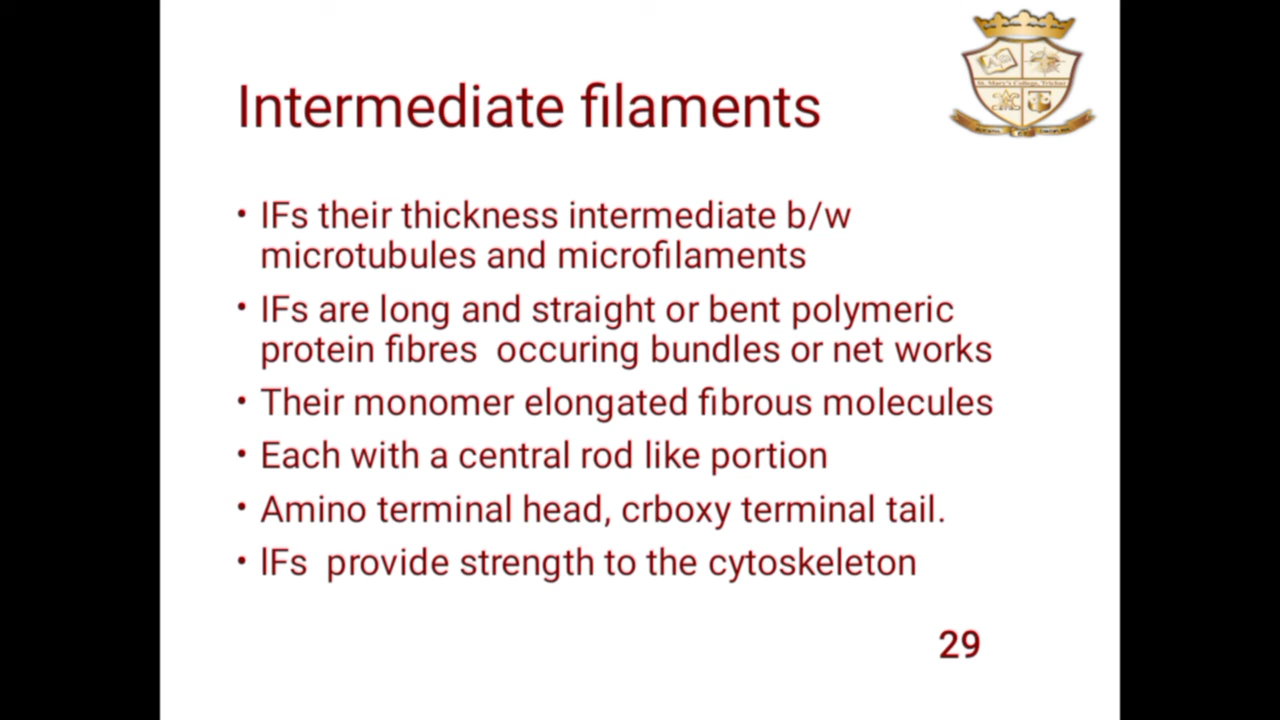 Intermediate filaments
• IFs their thickness intermediate b/w
microtubules and microfilaments
• IFs are long and straight or bent polymeric
protein fibres  occuring bundles or net works
• Their monomer elongated fibrous molecules
• Each with a central rod like portion
• Amino terminal head, crboxy terminal tail.
• lFs  provide strength to the cytoskeleton
29